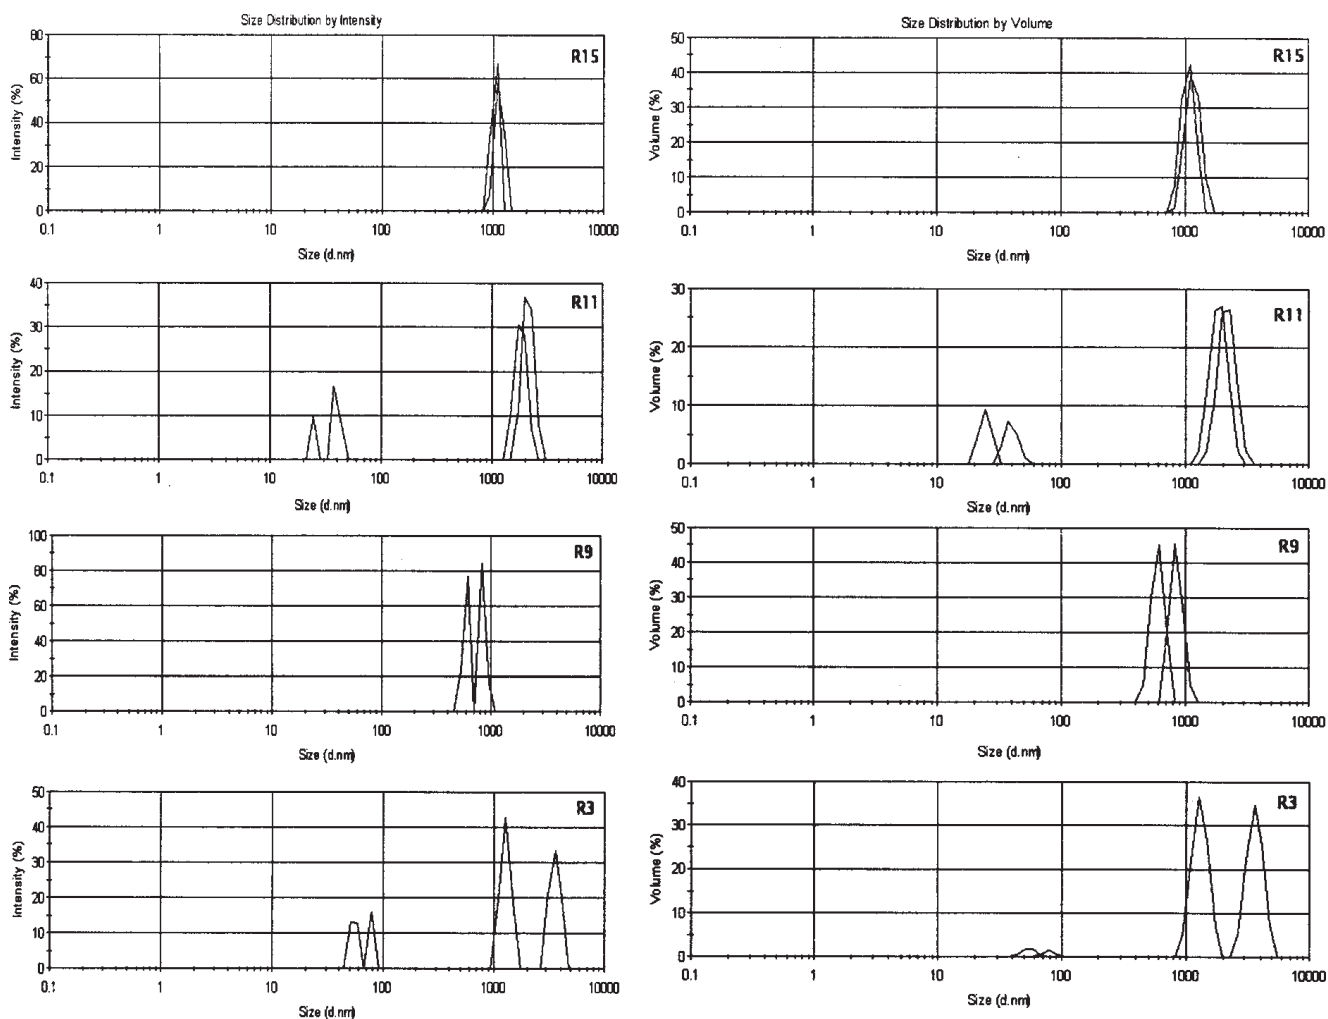 Size Distribution by Intensity
80
60
40
20
0
Intensity (%)
R15
0.1 1 10 100 1000 10000
Size (d.nm)
Size Distribution by Volume
50
40
30
20
10
0
Volume (%)
R15
0.1 1 10 100 1000 10000
Size (d.nm)
40
30
20
10
0
Intensity (%)
R11
0.1 1 10 100 1000 10000
Size (d.nm)
30
20
10
0
Volume (%)
R11
0.1 1 10 100 1000 10000
Size (d.nm)
100
80
60
40
20
0
Intensity (%)
R9
0.1 1 10 100 1000 10000
Size (d.nm)
50
40
30
20
10
0
Volume (%)
R9
0.1 1 10 100 1000 10000
Size (d.nm)
50
40
30
20
10
0
Intensity (%)
R3
0.1 1 10 100 1000 10000
Size (d.nm)
40
30
20
10
0
Volume (%)
R3
0.1 1 10 100 1000 10000
Size (d.nm)